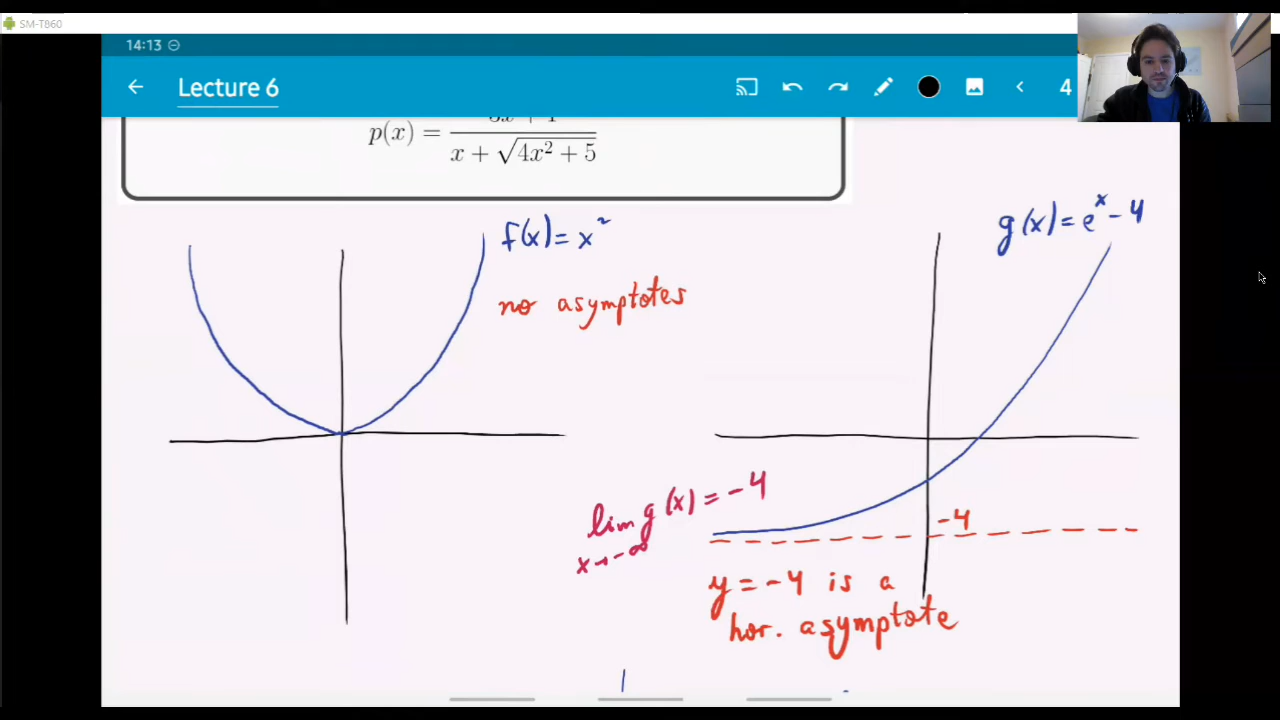 SM-T860
14:13
Lecture 6
4
p(x) = / x + √4x² + 5
f(x) = x²
g(x) = eˣ - 4
no asymptotes
lim g(x) = -4
x→-∞
-4
y = -4 is a
hor. asymptote